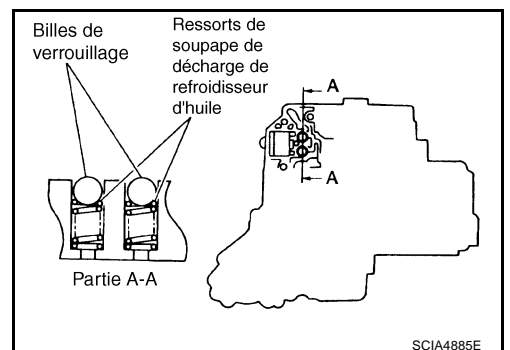 Billes de
verrouillage
Ressorts de
soupape de
décharge de
refroidisseur
d'huile
A
A
Partie A-A
SCIA4885E